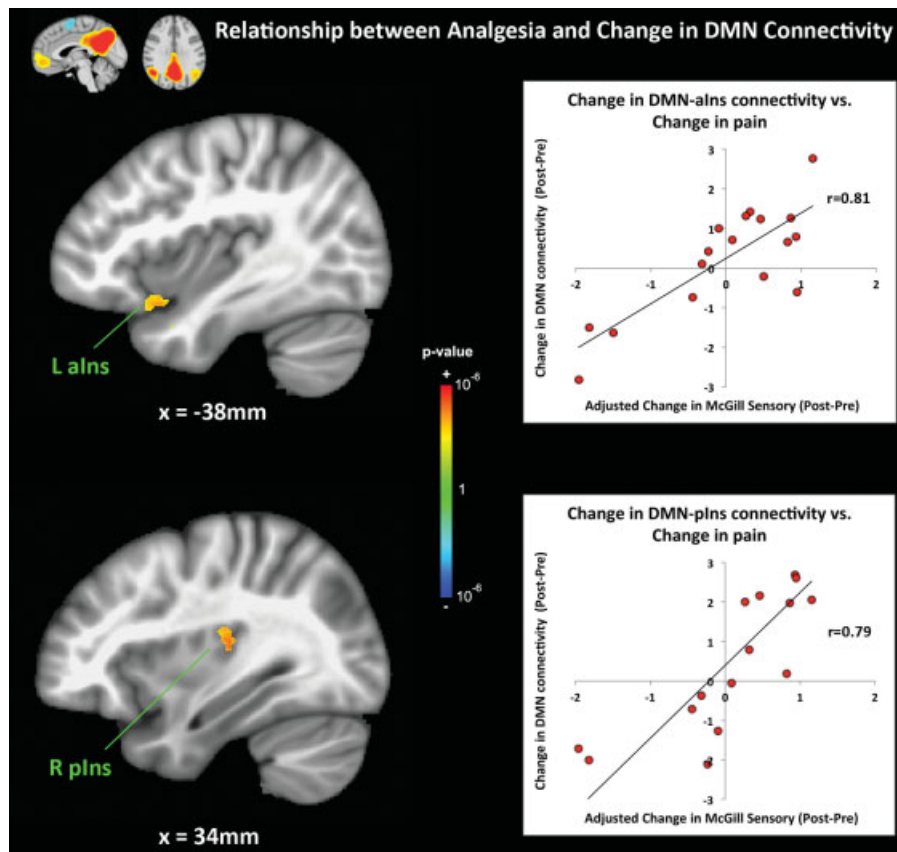 Relationship between Analgesia and Change in DMN Connectivity
L aIns
x = -38mm
p-value
+
10^-6
1
10^-6
-
R pIns
x = 34mm
Change in DMN-aIns connectivity vs.
Change in pain
Change in DMN connectivity (Post-Pre)
3
2
1
0
-1
-2
-3
-2
-1
0
1
2
r=0.81
Adjusted Change in McGill Sensory (Post-Pre)
Change in DMN-pIns connectivity vs.
Change in pain
Change in DMN connectivity (Post-Pre)
3
2
1
0
-1
-2
-3
-2
-1
0
1
2
r=0.79
Adjusted Change in McGill Sensory (Post-Pre)